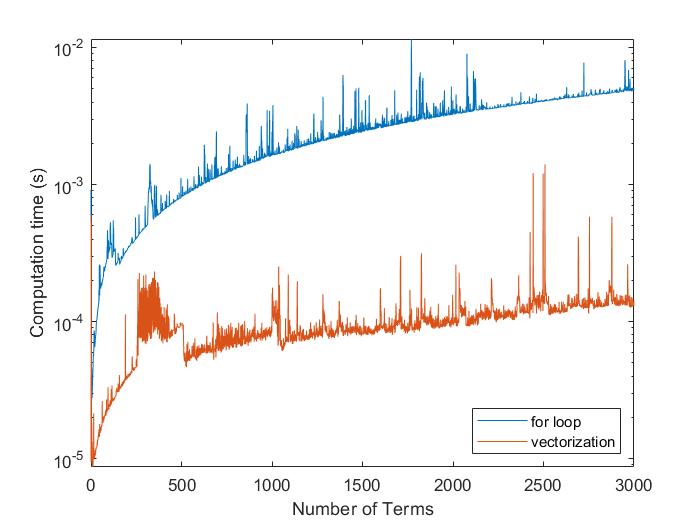 10-2
10-3
10-4
10-5
Computation time (s)
0 500 1000 1500 2000 2500 3000
Number of Terms
for loop
vectorization